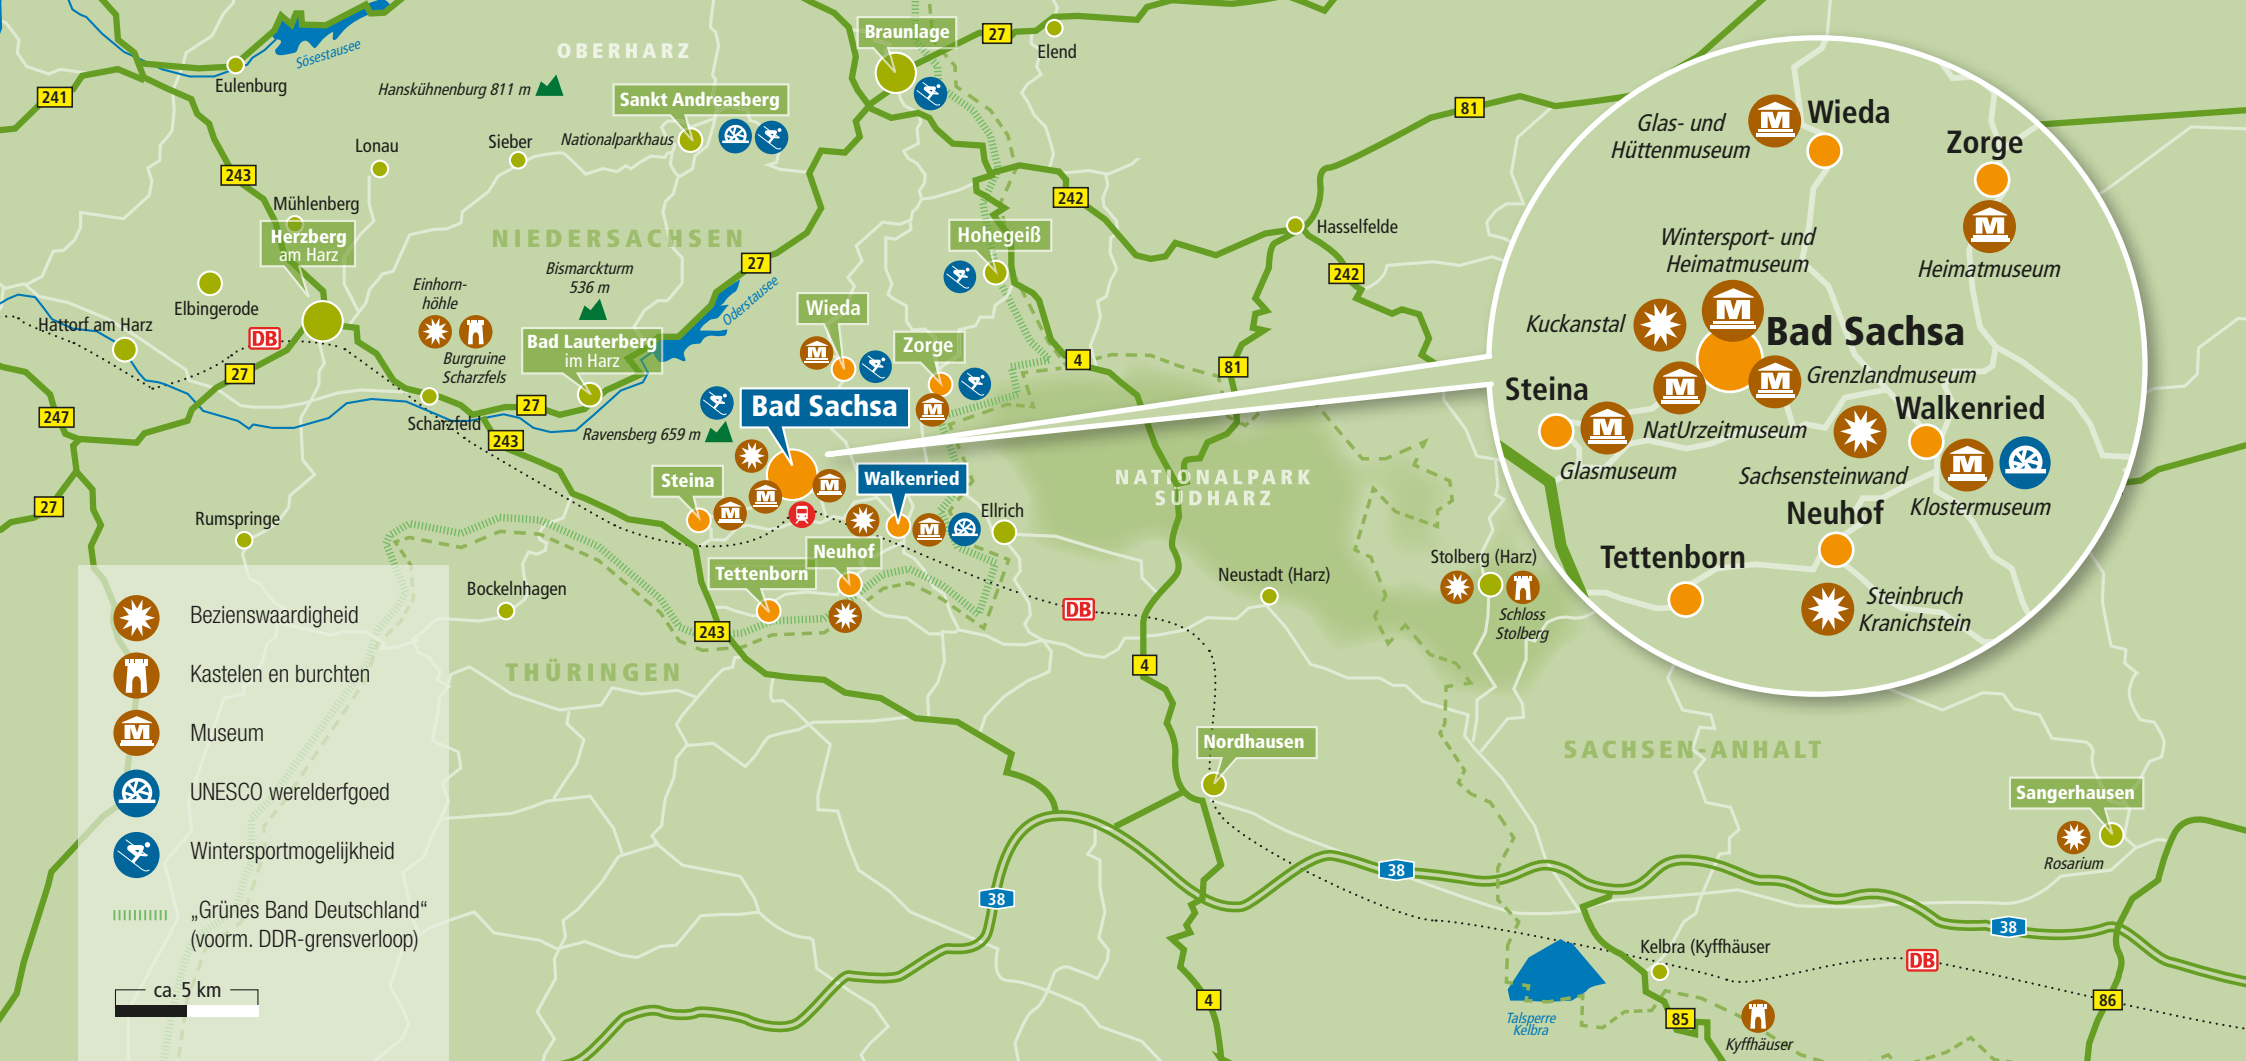 Braunlage
27
Elend
OBERHARZ
Sösestausee
Eulenburg
Hanskühnenburg 811 m
241
Sankt Andreasberg
81
Nationalparkhaus
Lonau
Sieber
243
242
Mühlenberg
Herzberg
am Harz
NIEDERSACHSEN
Hohegeiß
Hasselfelde
27
242
Bismarckturm
536 m
Einhorn-
höhle
Oderstausee
Elbingerode
Wieda
Hattorf am Harz
DB
Bad Lauterberg
im Harz
Zorge
Burgruine
Scharzfels
27
4
81
247
27
Scharzfeld
243
Bad Sachsa
Ravensberg 659 m
Steina
Walkenried
NATIONALPARK
SÜDHARZ
27
Rumspringe
Ellrich
Neuhof
Tettenborn
Bockelnhagen
Neustadt (Harz)
Stolberg (Harz)
DB
Schloss
Stolberg
243
4
THÜRINGEN
Nordhausen
SACHSEN-ANHALT
Sangerhausen
Rosarium
38
38
38
Kelbra (Kyffhäuser
DB
4
Talsperre
Kelbra
85
86
Kyffhäuser
Glas- und
Hüttenmuseum
Wieda
Zorge
Heimatmuseum
Wintersport- und
Heimatmuseum
Kuckanstal
Bad Sachsa
Grenzlandmuseum
Steina
Walkenried
NatUrzeitmuseum
Glasmuseum
Sachsensteinwand
Klostermuseum
Neuhof
Tettenborn
Steinbruch
Kranichstein
Bezienswaardigheid
Kastelen en burchten
M
Museum
UNESCO werelderfgoed
Wintersportmogelijkheid
„Grünes Band Deutschland“
(voorm. DDR-grensverloop)
ca. 5 km